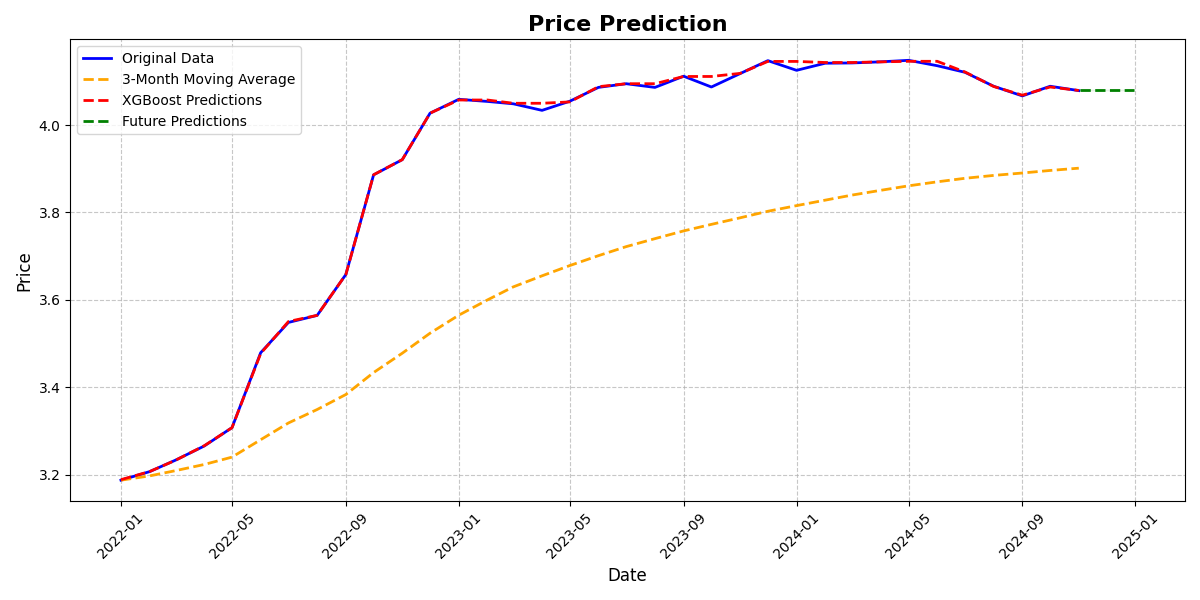 Price Prediction
Original Data
3-Month Moving Average
XGBoost Predictions
Future Predictions
Price
4.0
3.8
3.6
3.4
3.2
2022-01
2022-05
2022-09
2023-01
2023-05
2023-09
2024-01
2024-05
2024-09
2025-01
Date